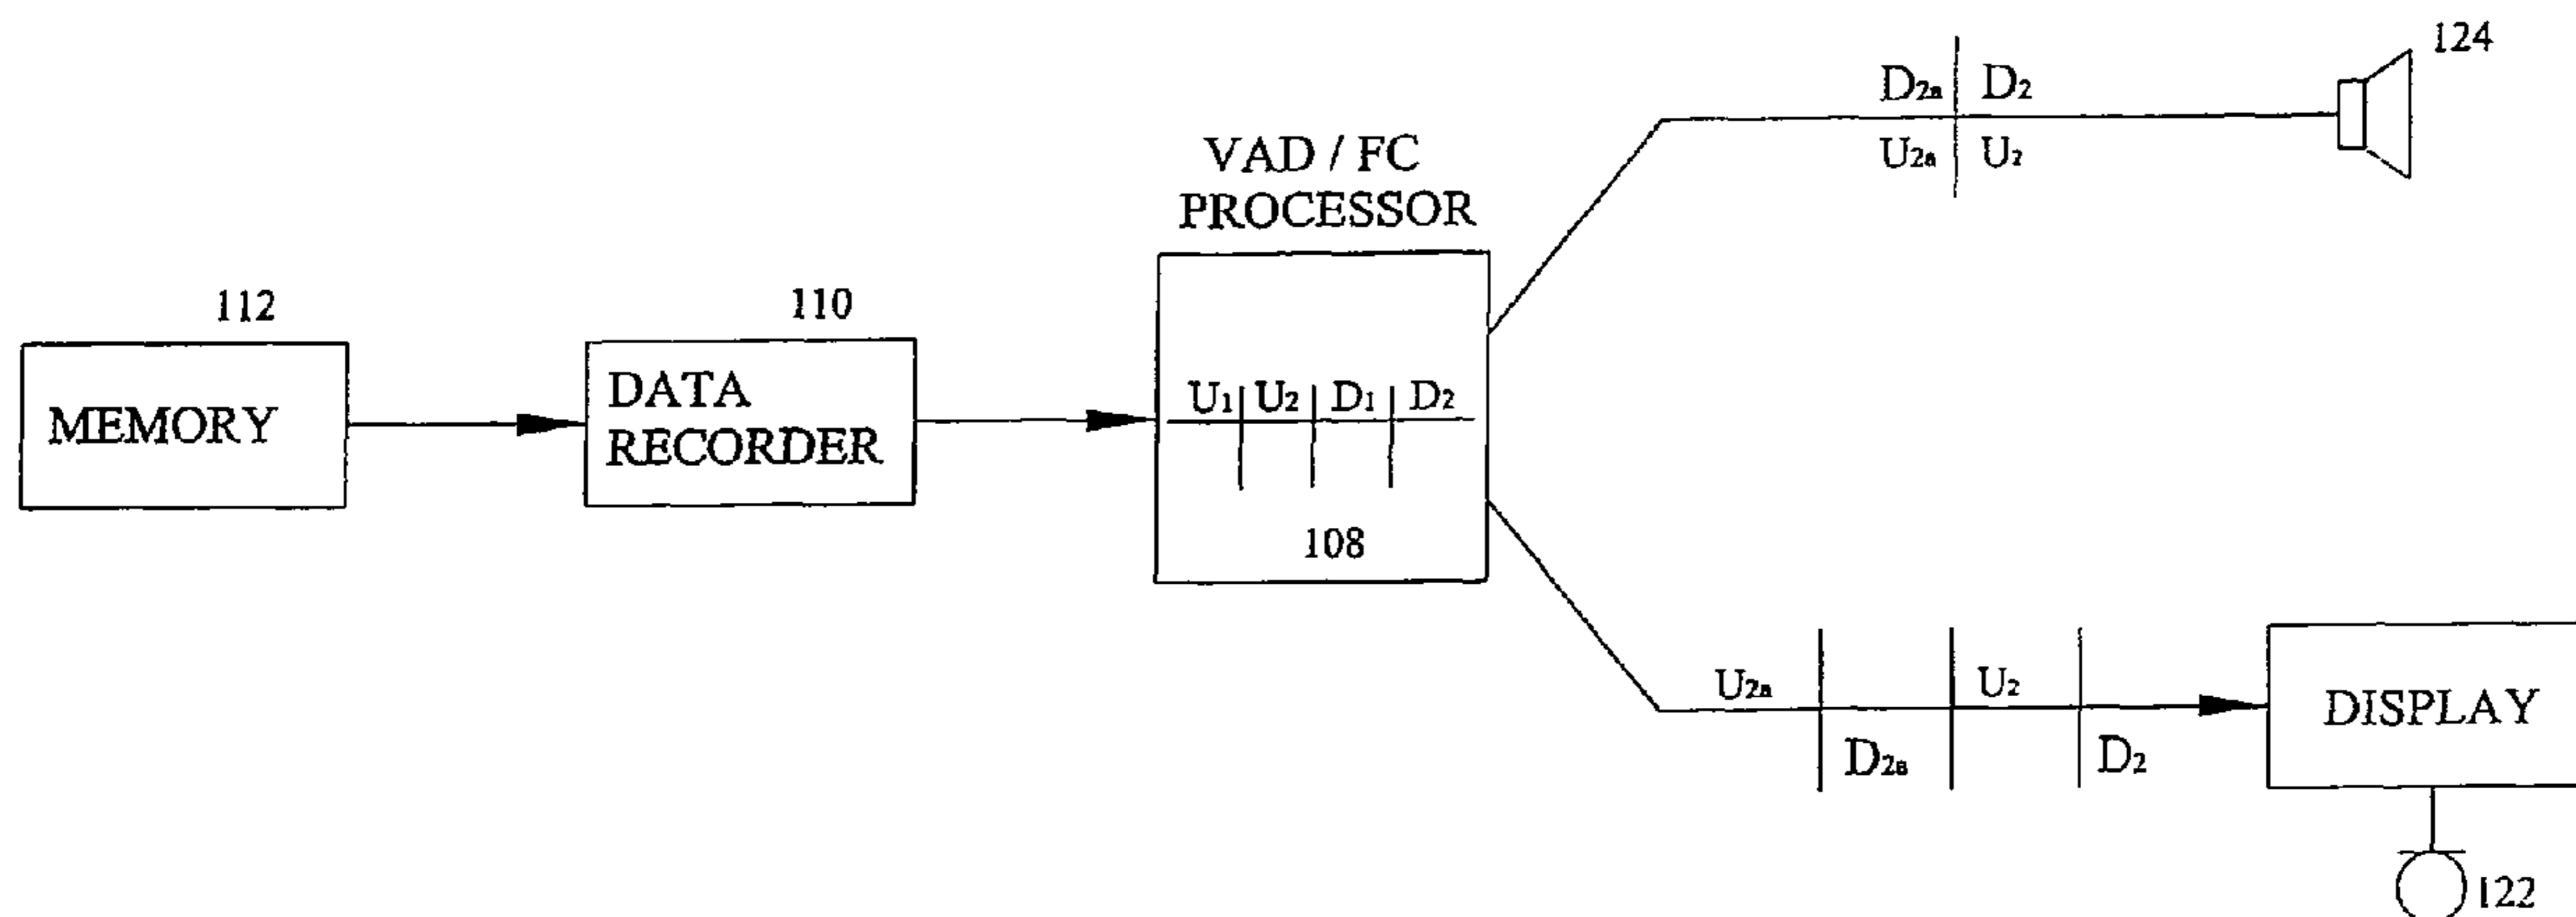 124
D2a D2
U2a U2
VAD / FC
PROCESSOR
112
110
MEMORY
DATA
RECORDER
U1 U2 D1 D2
108
U2a U2
D2a D2
DISPLAY
122